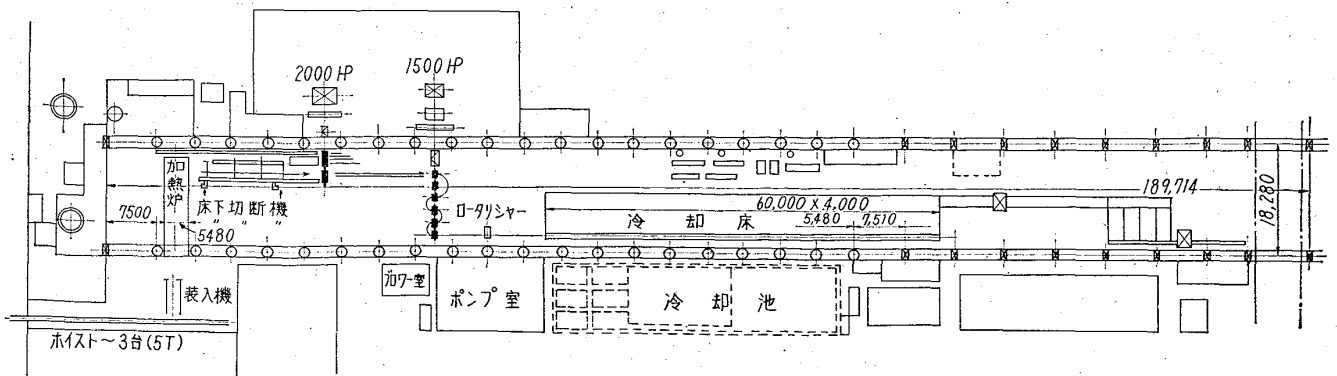 2000 HP
1500 HP
加熱炉
床下切断機
〃 〃
7500
5480
ロータリシャー
60,000 X 4,000
冷却床
5,480
7,510
189,714
18,280
装入機
ホイスト～3台(5T)
ブロワー室
ポンプ室
冷却池